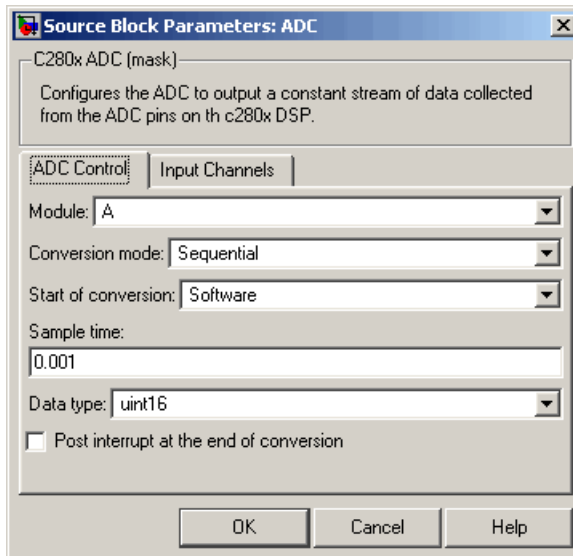 Source Block Parameters: ADC
C280x ADC (mask)
Configures the ADC to output a constant stream of data collected
from the ADC pins on th c280x DSP.
ADC Control Input Channels
Module: A
Conversion mode: Sequential
Start of conversion: Software
Sample time:
0.001
Data type: uint16
Post interrupt at the end of conversion
OK Cancel Help